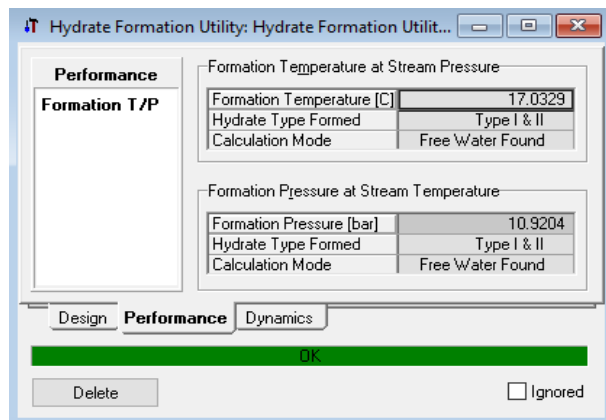 Hydrate Formation Utility: Hydrate Formation Utilit...
Performance
Formation T/P
Formation Temperature at Stream Pressure
Formation Temperature [C] 17.0329
Hydrate Type Formed Type I & II
Calculation Mode Free Water Found
Formation Pressure at Stream Temperature
Formation Pressure [bar] 10.9204
Hydrate Type Formed Type I & II
Calculation Mode Free Water Found
Design Performance Dynamics
OK
Delete Ignored